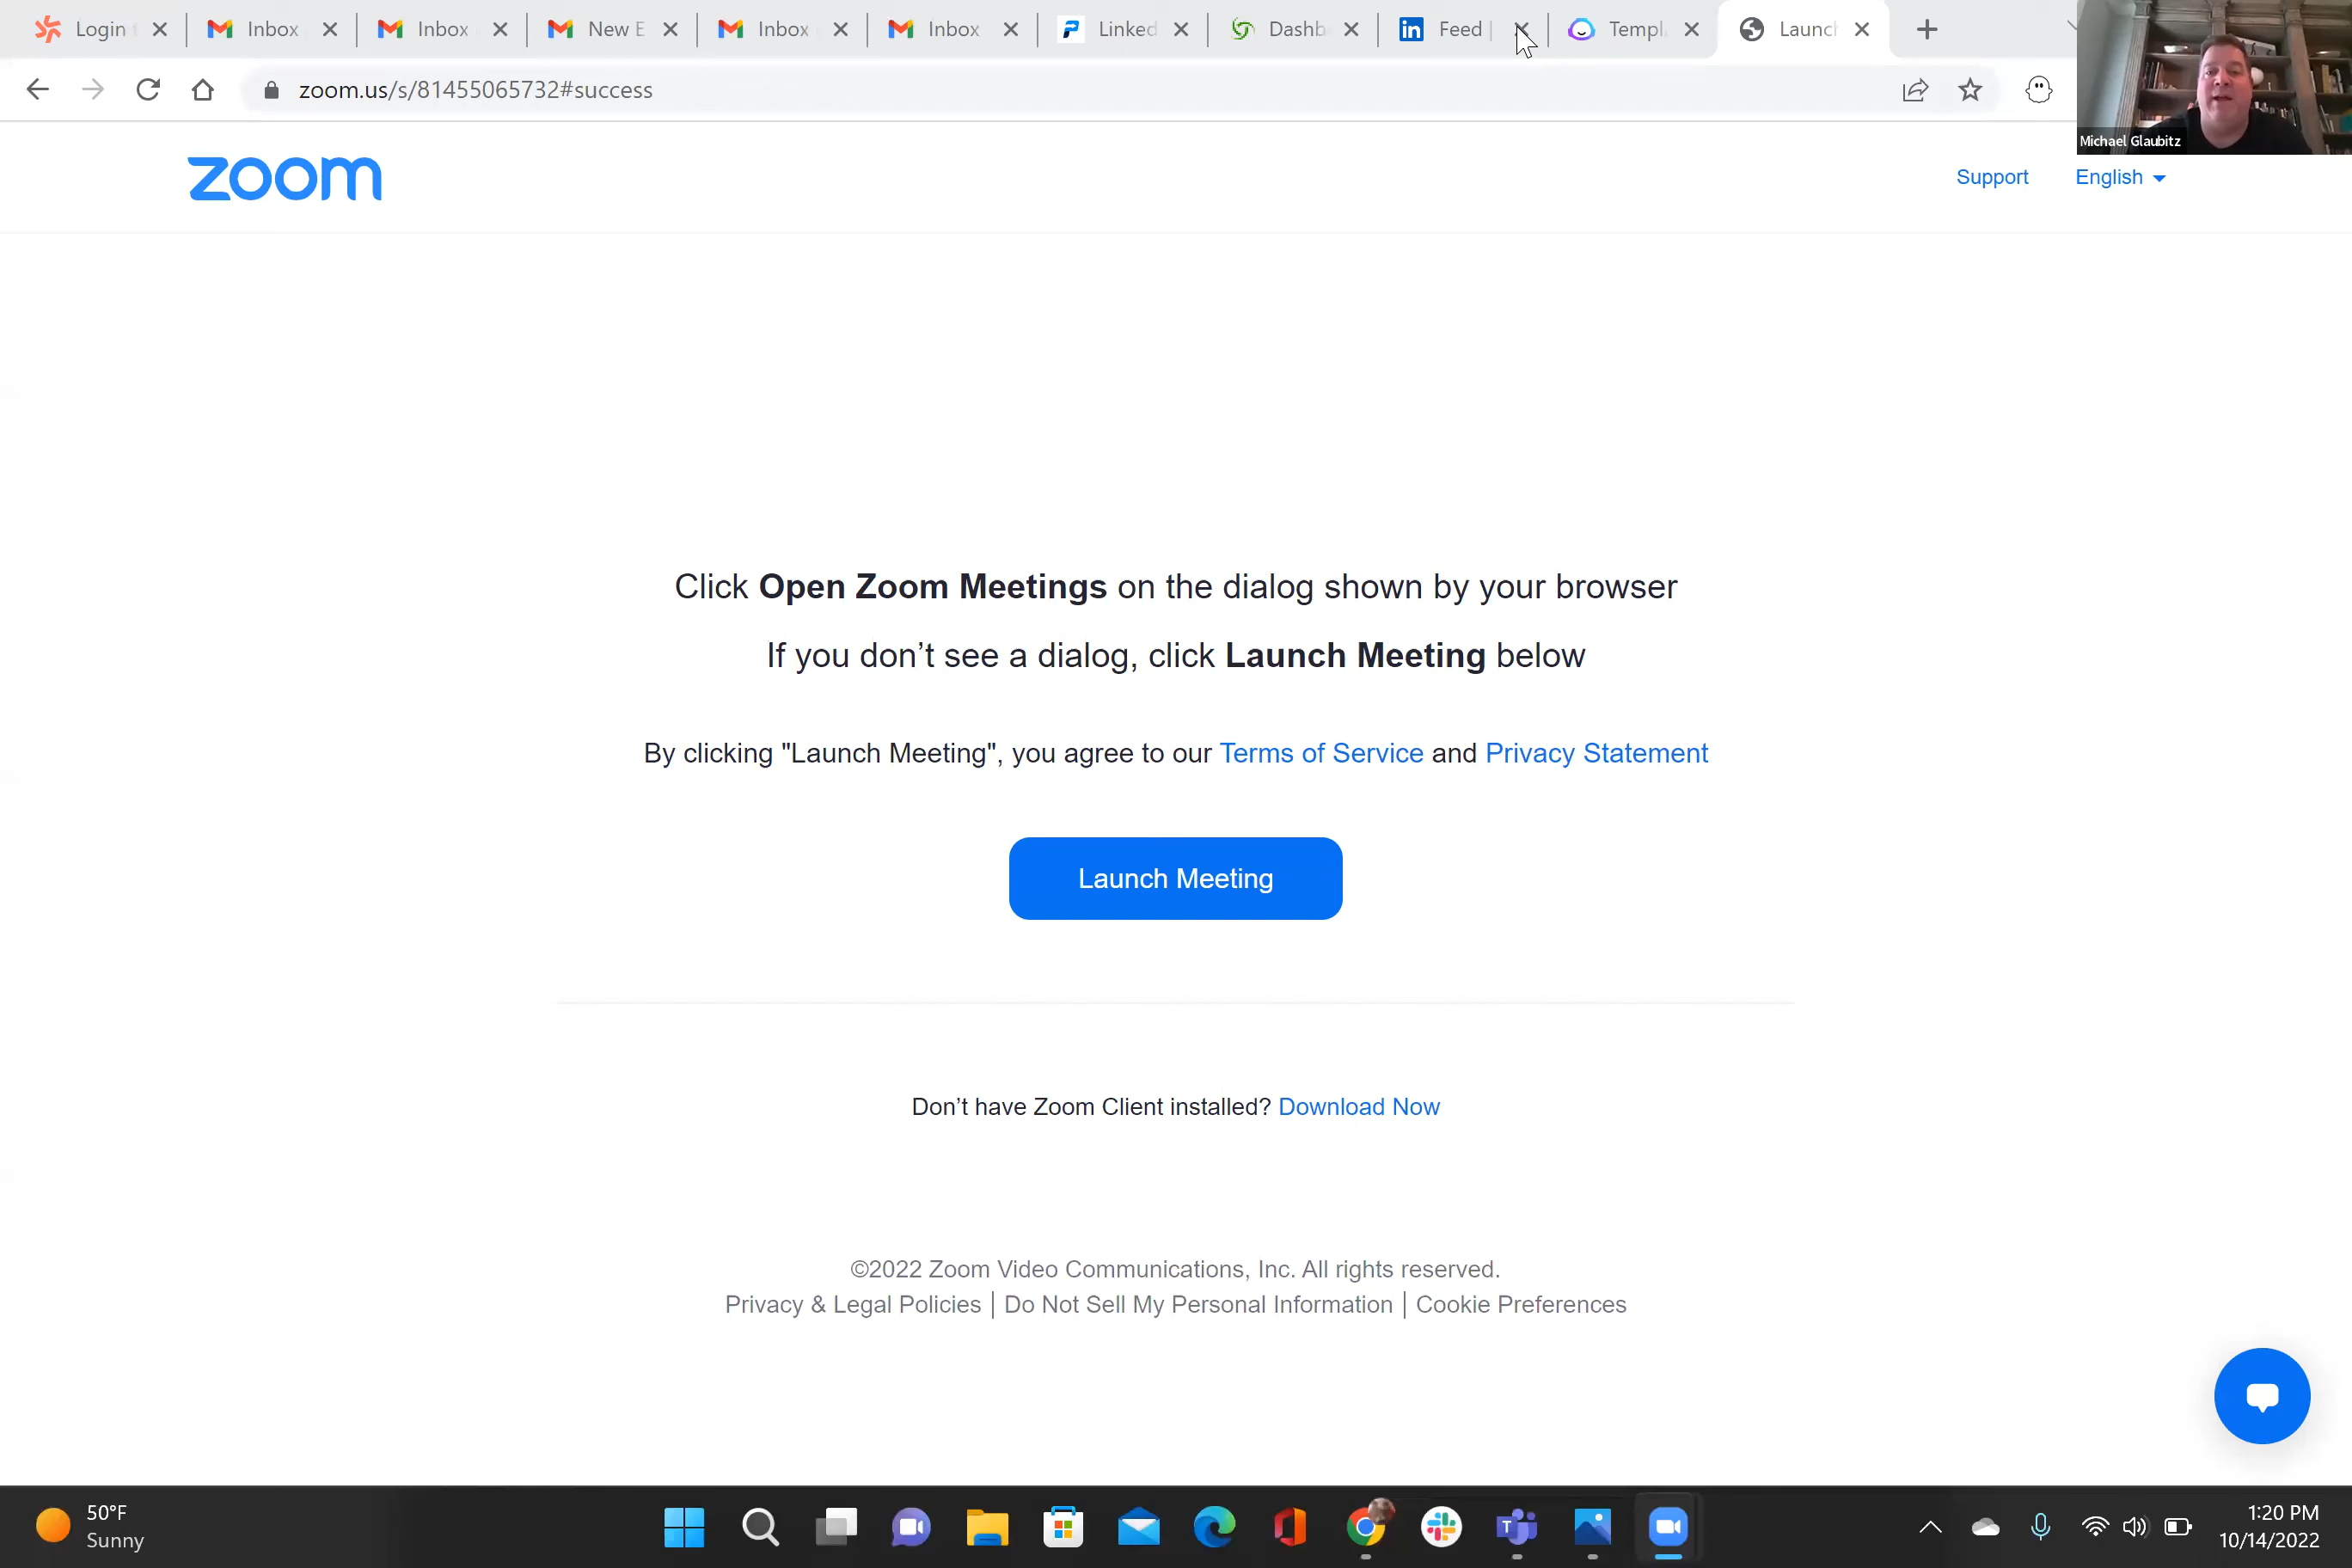 Login
Inbox
Inbox
New E
Inbox
Inbox
Linked
Dashb
Feed |
Templ
Launch
zoom.us/s/81455065732#success
Michael Glaubitz
zoom
Support
English
Click Open Zoom Meetings on the dialog shown by your browser
If you don’t see a dialog, click Launch Meeting below
By clicking "Launch Meeting", you agree to our Terms of Service and Privacy Statement
Launch Meeting
Don’t have Zoom Client installed? Download Now
©2022 Zoom Video Communications, Inc. All rights reserved.
Privacy & Legal Policies | Do Not Sell My Personal Information | Cookie Preferences
50°F
Sunny
1:20 PM
10/14/2022